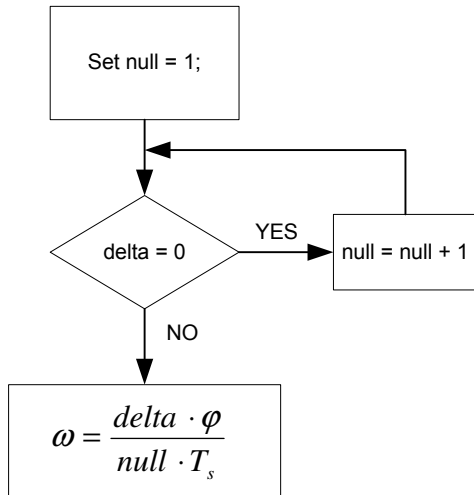 Set null = 1;
delta = 0
YES
null = null + 1
NO
ω = delta · φ / null · Tₛ